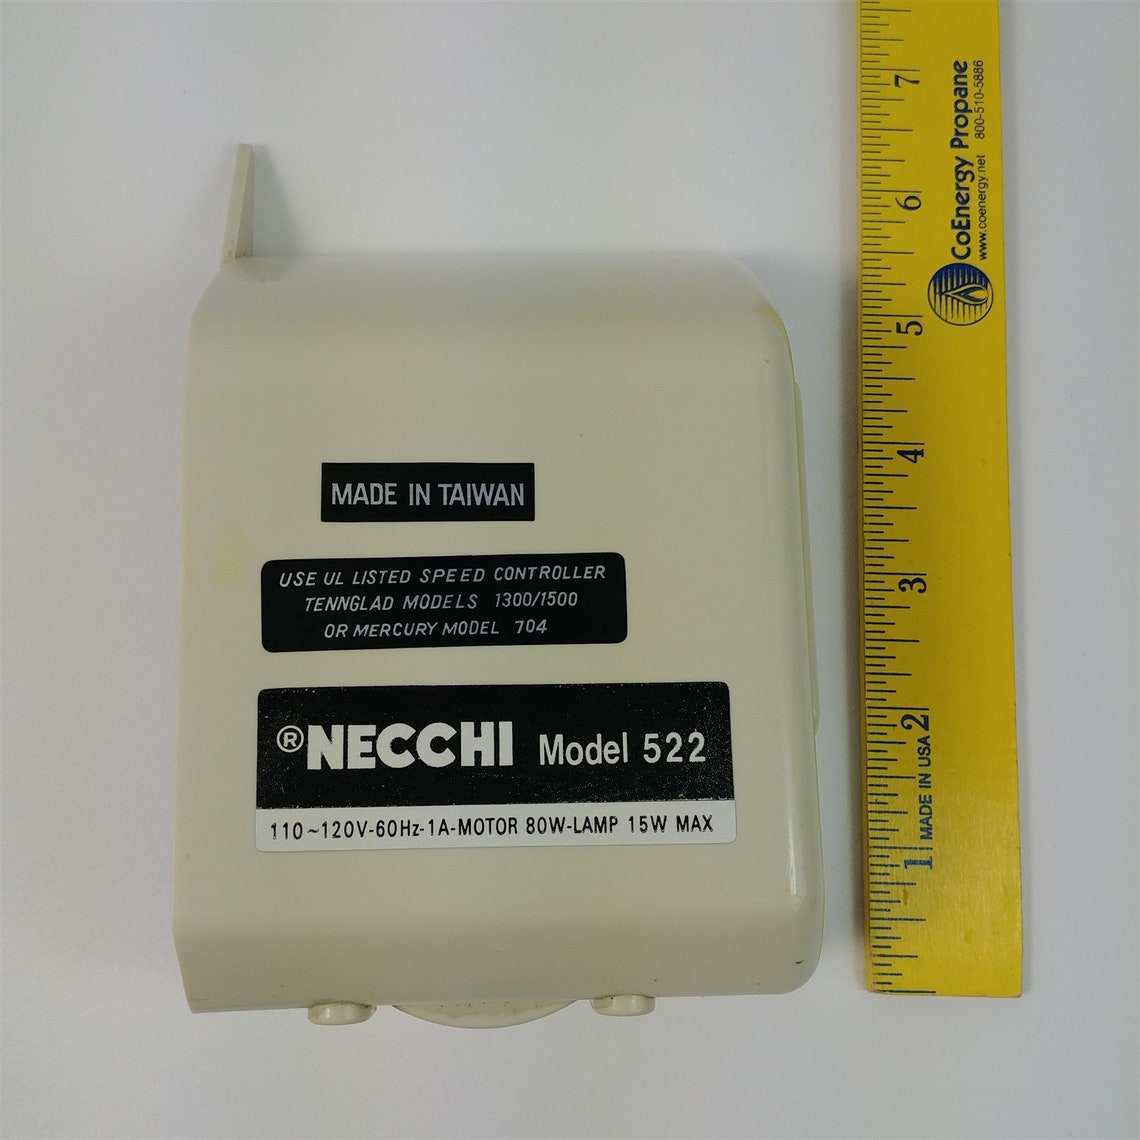 MADE IN TAIWAN
USE UL LISTED SPEED CONTROLLER
TENNGLAD MODELS 1300/1500
OR MERCURY MODEL 704
®NECCHI Model 522
110~120V-60Hz-1A-MOTOR 80W-LAMP 15W MAX
CoEnergy Propane
www.coenergy.net 800-510-5886
MADE IN USA
7
6
5
4
3
2
1